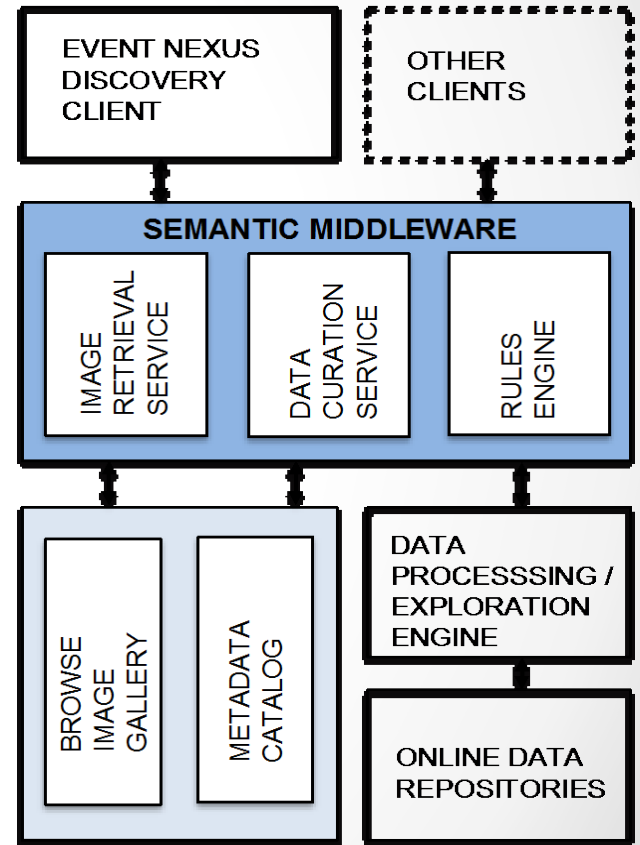 EVENT NEXUS
DISCOVERY
CLIENT
OTHER
CLIENTS
SEMANTIC MIDDLEWARE
IMAGE
RETRIEVAL
SERVICE
DATA
CURATION
SERVICE
RULES
ENGINE
BROWSE
IMAGE
GALLERY
METADATA
CATALOG
DATA
PROCESSSING /
EXPLORATION
ENGINE
ONLINE DATA
REPOSITORIES